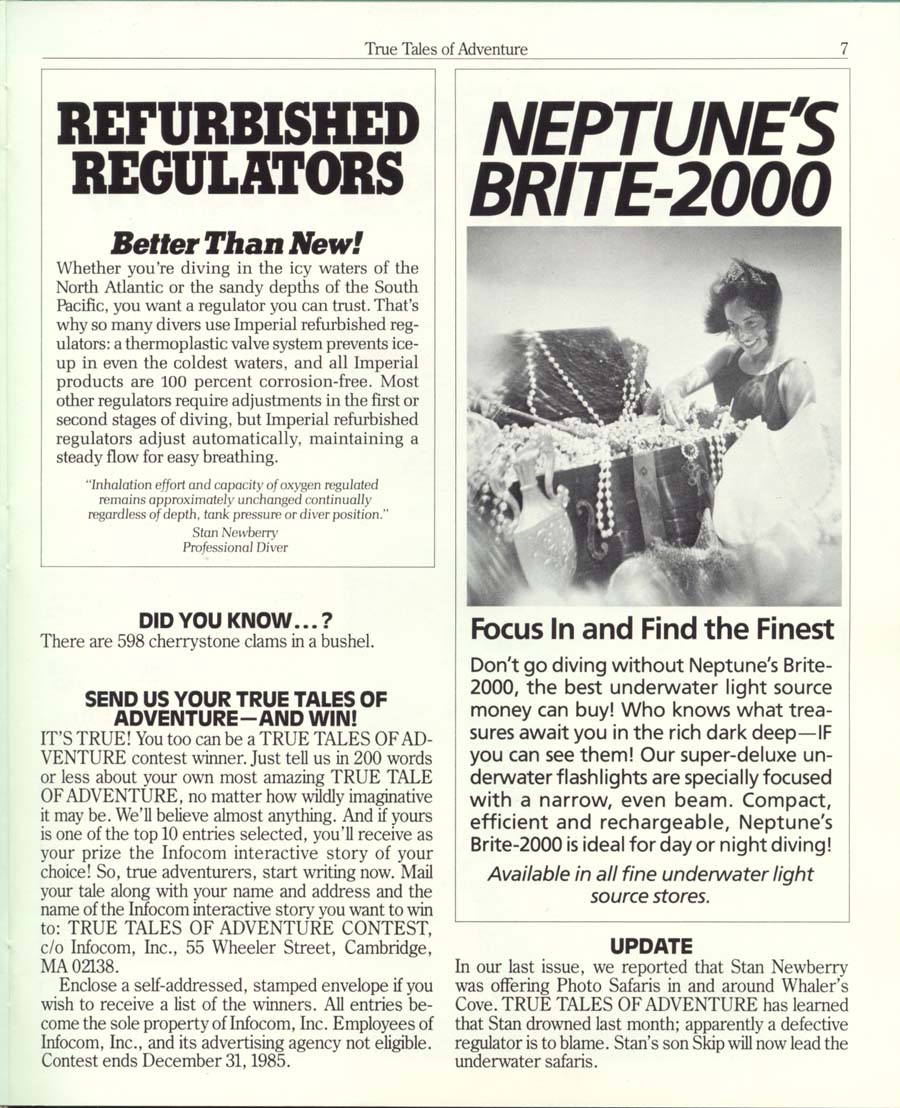 True Tales of Adventure
7
REFURBISHED
REGULATORS
Better Than New!
Whether you're diving in the icy waters of the
North Atlantic or the sandy depths of the South
Pacific, you want a regulator you can trust. That's
why so many divers use Imperial refurbished reg-
ulators: a thermoplastic valve system prevents ice-
up in even the coldest waters, and all Imperial
products are 100 percent corrosion-free. Most
other regulators require adjustments in the first or
second stages of diving, but Imperial refurbished
regulators adjust automatically, maintaining a
steady flow for easy breathing.
"Inhalation effort and capacity of oxygen regulated
remains approximately unchanged continually
regardless of depth, tank pressure or diver position."
Stan Newberry
Professional Diver
DID YOU KNOW...?
There are 598 cherrystone clams in a bushel.
SEND US YOUR TRUE TALES OF
ADVENTURE—AND WIN!
IT'S TRUE! You too can be a TRUE TALES OF AD-
VENTURE contest winner. Just tell us in 200 words
or less about your own most amazing TRUE TALE
OF ADVENTURE, no matter how wildly imaginative
it may be. We'll believe almost anything. And if yours
is one of the top 10 entries selected, you'll receive as
your prize the Infocom interactive story of your
choice! So, true adventurers, start writing now. Mail
your tale along with your name and address and the
name of the Infocom interactive story you want to win
to: TRUE TALES OF ADVENTURE CONTEST,
c/o Infocom, Inc., 55 Wheeler Street, Cambridge,
MA 02138.
Enclose a self-addressed, stamped envelope if you
wish to receive a list of the winners. All entries be-
come the sole property of Infocom, Inc. Employees of
Infocom, Inc., and its advertising agency not eligible.
Contest ends December 31, 1985.
NEPTUNE'S
BRITE-2000
Focus In and Find the Finest
Don't go diving without Neptune's Brite-
2000, the best underwater light source
money can buy! Who knows what trea-
sures await you in the rich dark deep—IF
you can see them! Our super-deluxe un-
derwater flashlights are specially focused
with a narrow, even beam. Compact,
efficient and rechargeable, Neptune's
Brite-2000 is ideal for day or night diving!
Available in all fine underwater light
source stores.
UPDATE
In our last issue, we reported that Stan Newberry
was offering Photo Safaris in and around Whaler's
Cove. TRUE TALES OF ADVENTURE has learned
that Stan drowned last month; apparently a defective
regulator is to blame. Stan's son Skip will now lead the
underwater safaris.